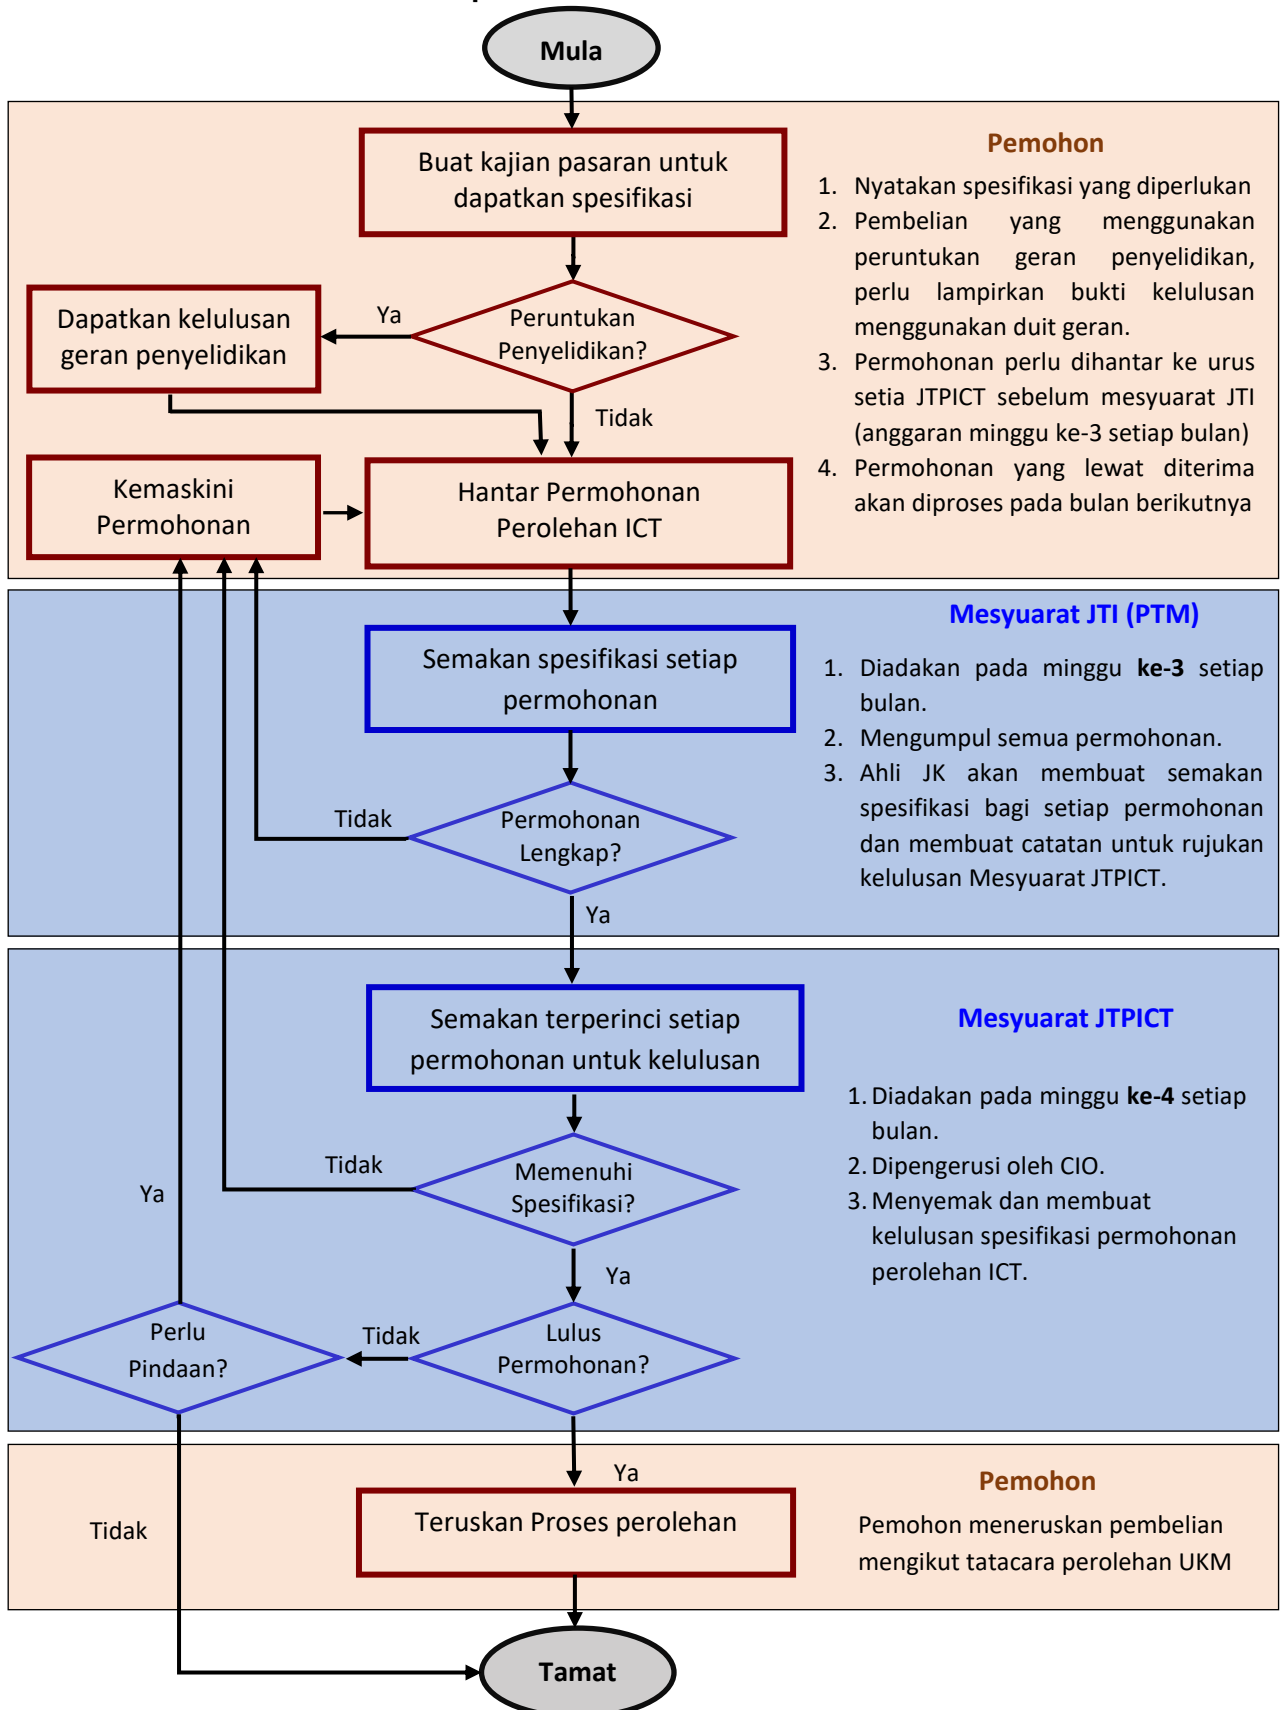 Mula
Buat kajian pasaran untuk
dapatkan spesifikasi
Pemohon
1. Nyatakan spesifikasi yang diperlukan
2. Pembelian yang menggunakan
peruntukan geran penyelidikan,
perlu lampirkan bukti kelulusan
menggunakan duit geran.
3. Permohonan perlu dihantar ke urus
setia JTPICT sebelum mesyuarat JTI
(anggaran minggu ke-3 setiap bulan)
4. Permohonan yang lewat diterima
akan diproses pada bulan berikutnya
Peruntukan
Penyelidikan?
Ya
Dapatkan kelulusan
geran penyelidikan
Tidak
Kemaskini
Permohonan
Hantar Permohonan
Perolehan ICT
Mesyuarat JTI (PTM)
1. Diadakan pada minggu ke-3 setiap
bulan.
2. Mengumpul semua permohonan.
3. Ahli JK akan membuat semakan
spesifikasi bagi setiap permohonan
dan membuat catatan untuk rujukan
kelulusan Mesyuarat JTPICT.
Semakan spesifikasi setiap
permohonan
Tidak
Permohonan
Lengkap?
Ya
Semakan terperinci setiap
permohonan untuk kelulusan
Mesyuarat JTPICT
1. Diadakan pada minggu ke-4 setiap
bulan.
2. Dipengerusi oleh CIO.
3. Menyemak dan membuat
kelulusan spesifikasi permohonan
perolehan ICT.
Tidak
Memenuhi
Spesifikasi?
Ya
Ya
Perlu
Pindaan?
Tidak
Lulus
Permohonan?
Ya
Tidak
Teruskan Proses perolehan
Pemohon
Pemohon meneruskan pembelian
mengikut tatacara perolehan UKM
Tamat